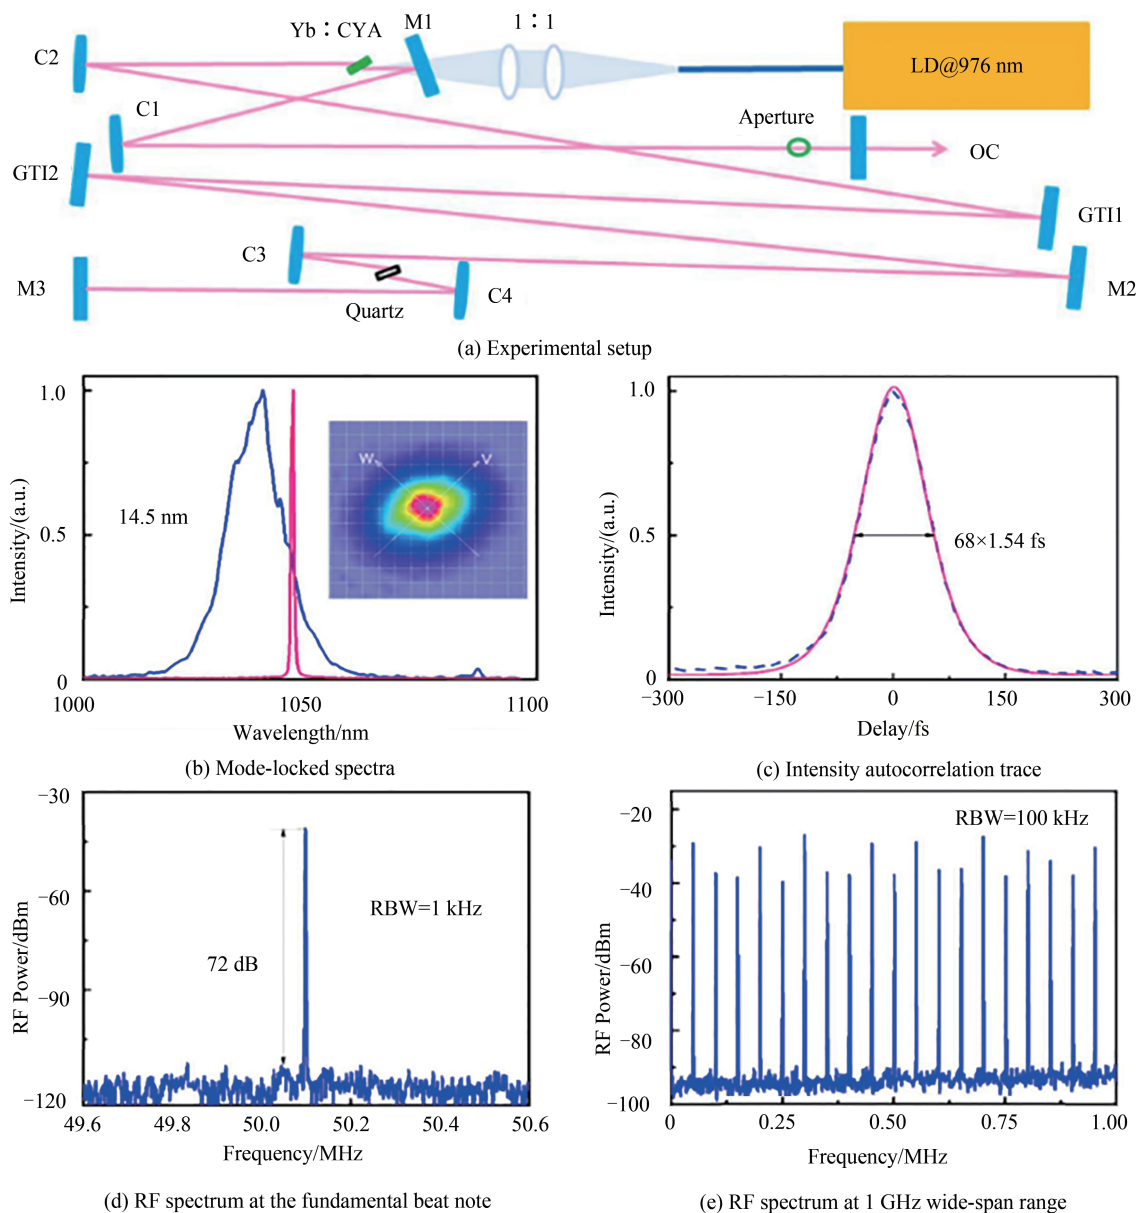 Yb：CYA
M1
1：1
C2
LD@976 nm
C1
Aperture
OC
GTI2
GTI1
C3
M3
Quartz
C4
M2
(a) Experimental setup
1.0
0.5
0
Intensity/(a.u.)
14.5 nm
W
V
1000
1050
1100
Wavelength/nm
(b) Mode-locked spectra
1.0
0.5
0
Intensity/(a.u.)
68×1.54 fs
−300
−150
0
150
300
Delay/fs
(c) Intensity autocorrelation trace
−30
−60
−90
−120
RF Power/dBm
72 dB
RBW=1 kHz
49.6
49.8
50.0
50.2
50.4
50.6
Frequency/MHz
(d) RF spectrum at the fundamental beat note
−20
−40
−60
−80
−100
RF Power/dBm
RBW=100 kHz
0
0.25
0.50
0.75
1.00
Frequency/MHz
(e) RF spectrum at 1 GHz wide-span range